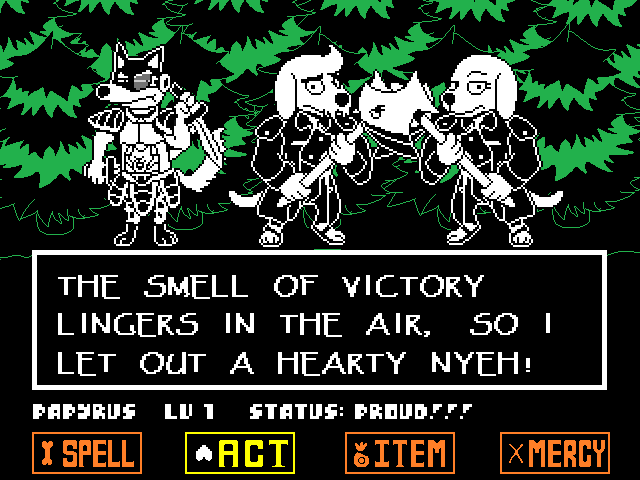 THE SMELL OF VICTORY
LINGERS IN THE AIR, SO I
LET OUT A HEARTY NYEH!
PAPYRUS LV 1 STATUS: PROUD!!!
SPELL ACT ITEM MERCY